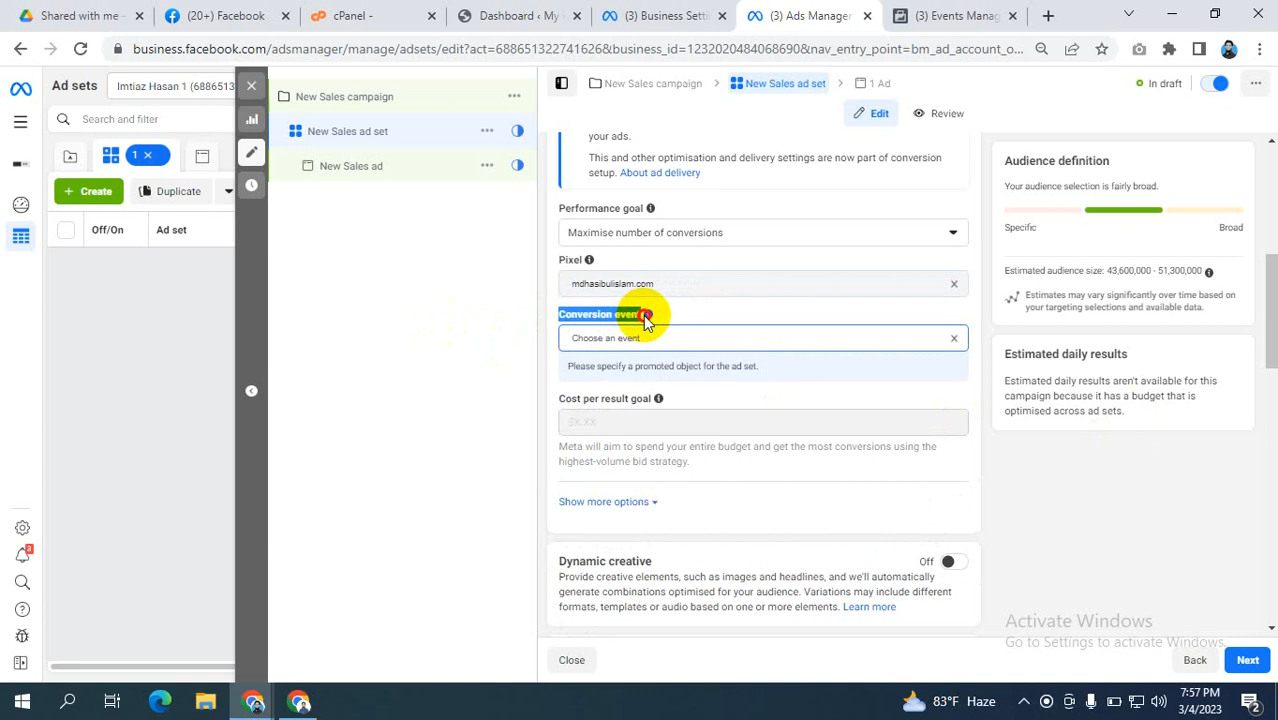 Shared with me
(20+) Facebook
cPanel -
Dashboard ‹ My
(3) Business Setti
(3) Ads Manager
(3) Events Manag
business.facebook.com/adsmanager/manage/adsets/edit?act=688651322741626&business_id=1232020484068690&nav_entry_point=bm_ad_account_o...
Ad sets
Imtiaz Hasan 1 (6886513
Search and filter
1
Create
Duplicate
Off/On
Ad set
New Sales campaign
New Sales ad set
New Sales ad
New Sales campaign
New Sales ad set
1 Ad
In draft
Edit
Review
your ads.
This and other optimisation and delivery settings are now part of conversion
setup. About ad delivery
Performance goal
Maximise number of conversions
Pixel
mdhasibulislam.com
Conversion event
Choose an event
Please specify a promoted object for the ad set.
Cost per result goal
$X.XX
Meta will aim to spend your entire budget and get the most conversions using the
highest-volume bid strategy.
Show more options
Dynamic creative
Off
Provide creative elements, such as images and headlines, and we'll automatically
generate combinations optimised for your audience. Variations may include different
formats, templates or audio based on one or more elements. Learn more
Audience definition
Your audience selection is fairly broad.
Specific
Broad
Estimated audience size: 43,600,000 - 51,300,000
Estimates may vary significantly over time based on
your targeting selections and available data.
Estimated daily results
Estimated daily results aren't available for this
campaign because it has a budget that is
optimised across ad sets.
Activate Windows
Go to Settings to activate Windows.
Close
Back
Next
83°F Haze
7:57 PM
3/4/2023
2